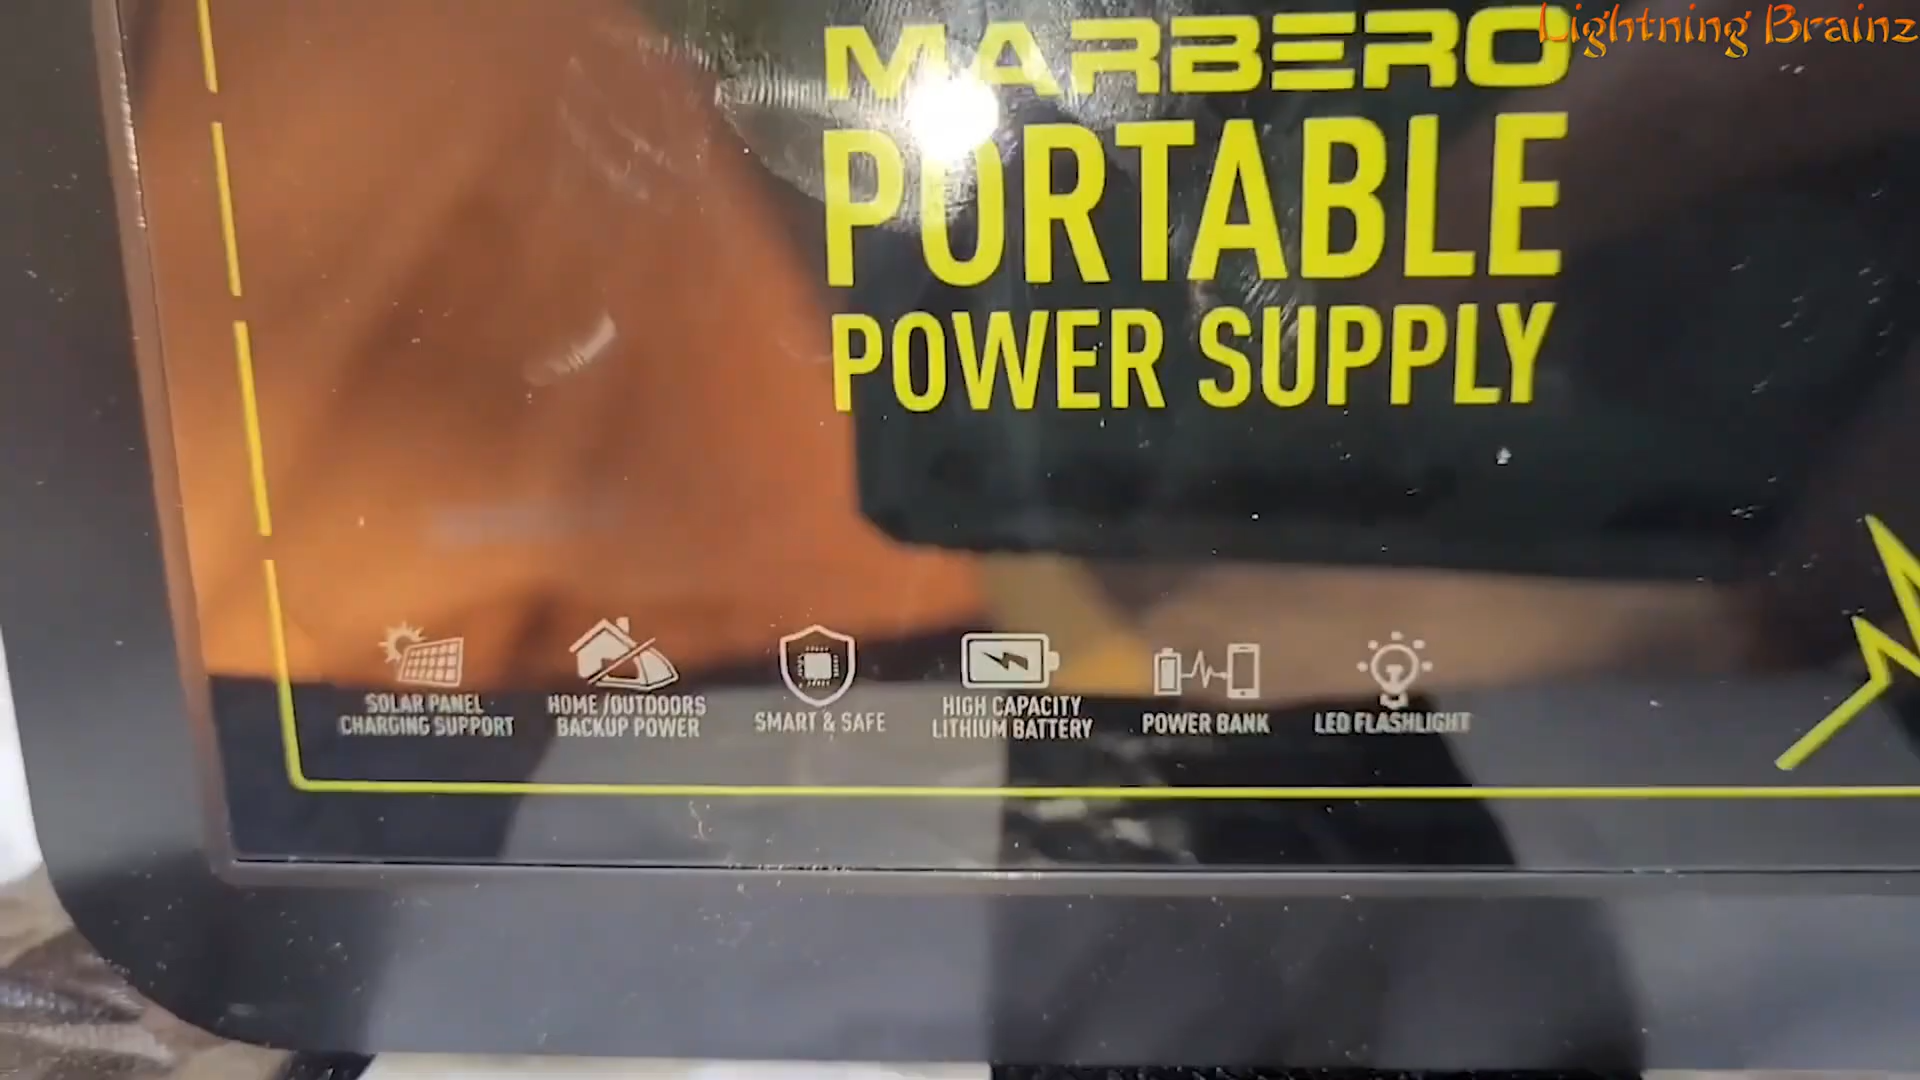 Lightning Brainz
MARBERO
PORTABLE
POWER SUPPLY
SOLAR PANEL
CHARGING SUPPORT
HOME /OUTDOORS
BACKUP POWER
SMART & SAFE
HIGH CAPACITY
LITHIUM BATTERY
POWER BANK
LED FLASHLIGHT